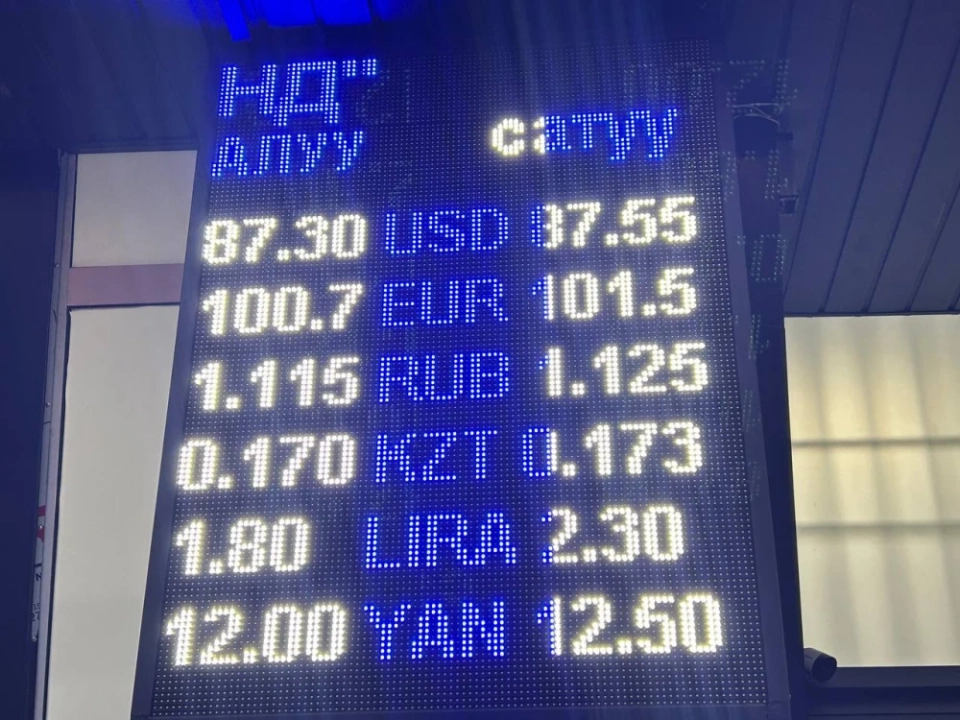 НД"
АЛУУ сатуу
87.30 USD 87.55
100.7 EUR 101.5
1.115 RUB 1.125
0.170 KZT 0.173
1.80 LIRA 2.30
12.00 YAN 12.50